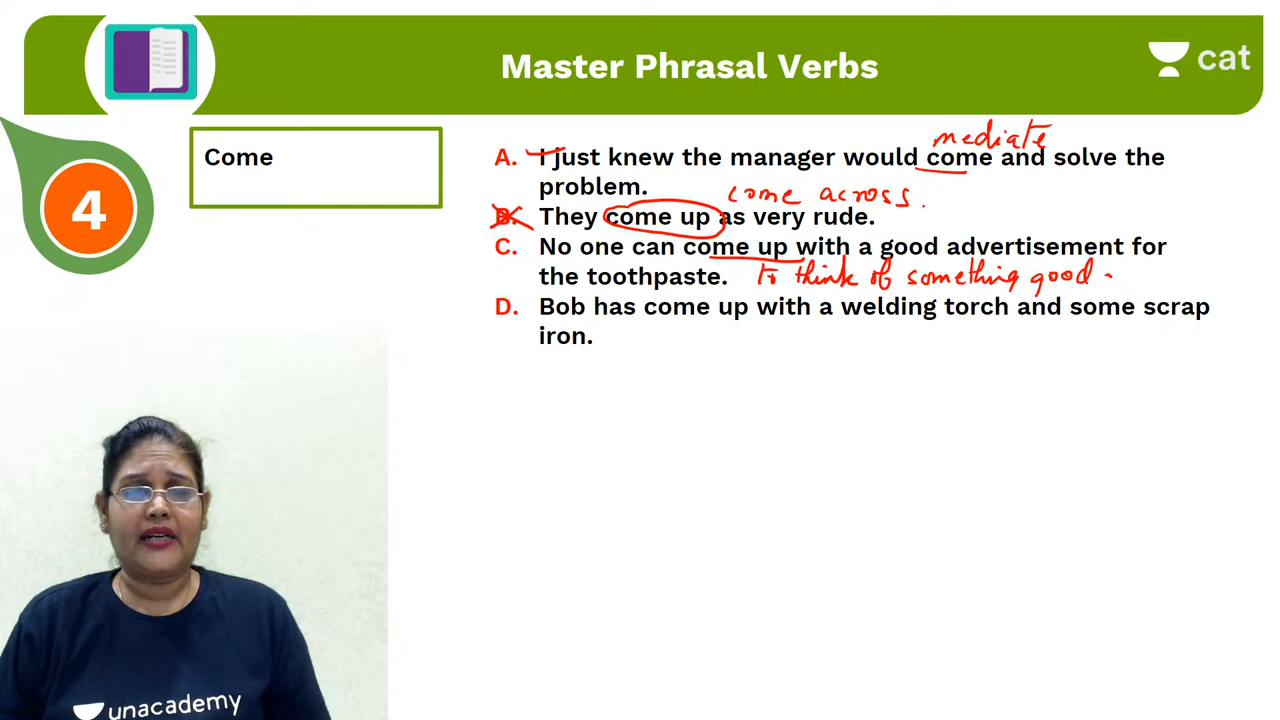 Master Phrasal Verbs
cat
4
Come
mediate
A. I just knew the manager would come and solve the
problem.
come across.
B. They come up as very rude.
C. No one can come up with a good advertisement for
the toothpaste. to think of something good.
D. Bob has come up with a welding torch and some scrap
iron.
unacademy